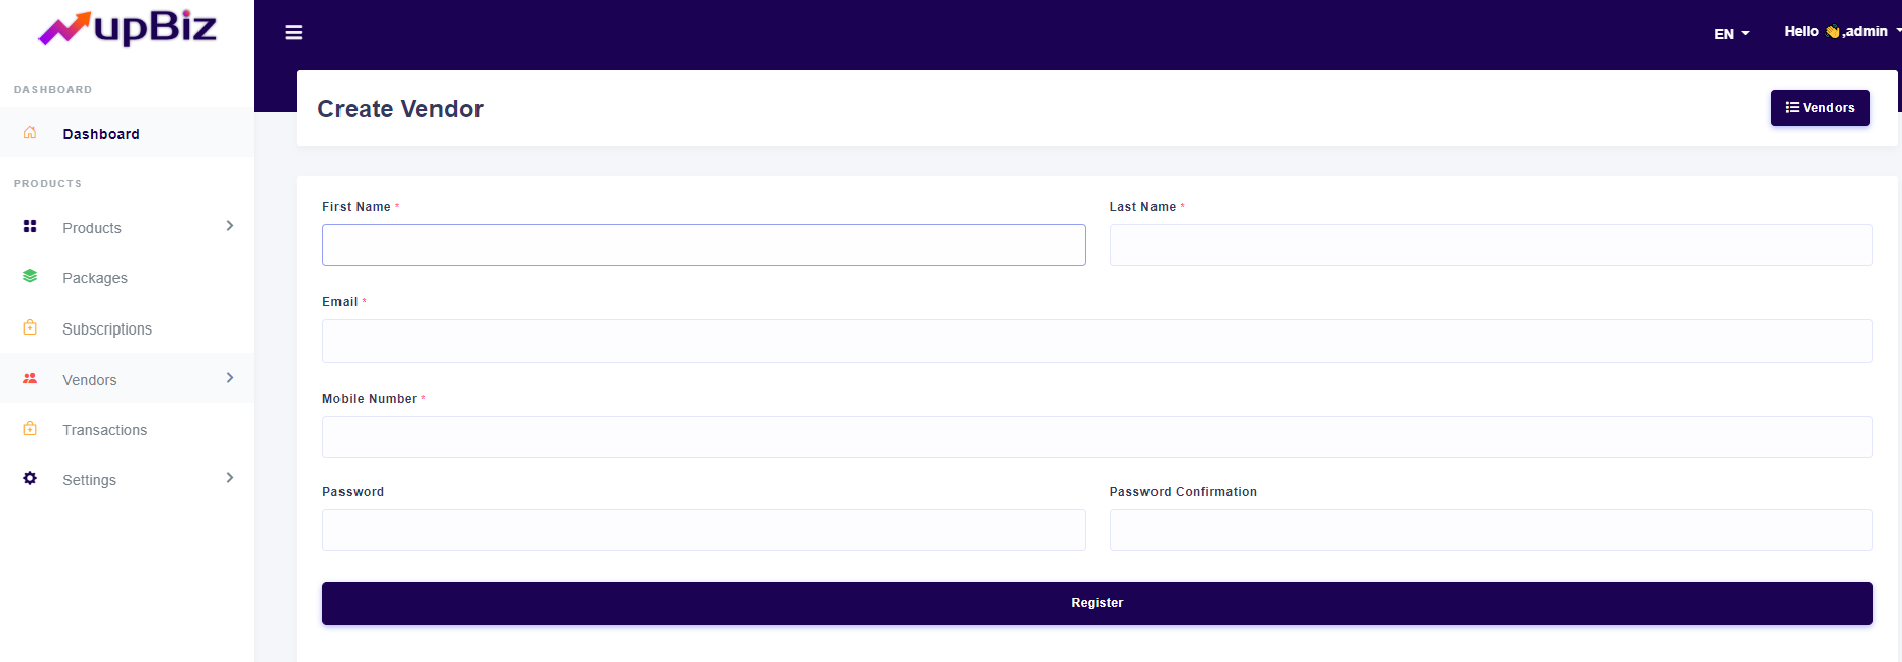 upBiz
EN
Hello 👋,admin
DASHBOARD
Dashboard
PRODUCTS
Products
Packages
Subscriptions
Vendors
Transactions
Settings
Create Vendor
Vendors
First Name *
Last Name *
Email *
Mobile Number *
Password
Password Confirmation
Register